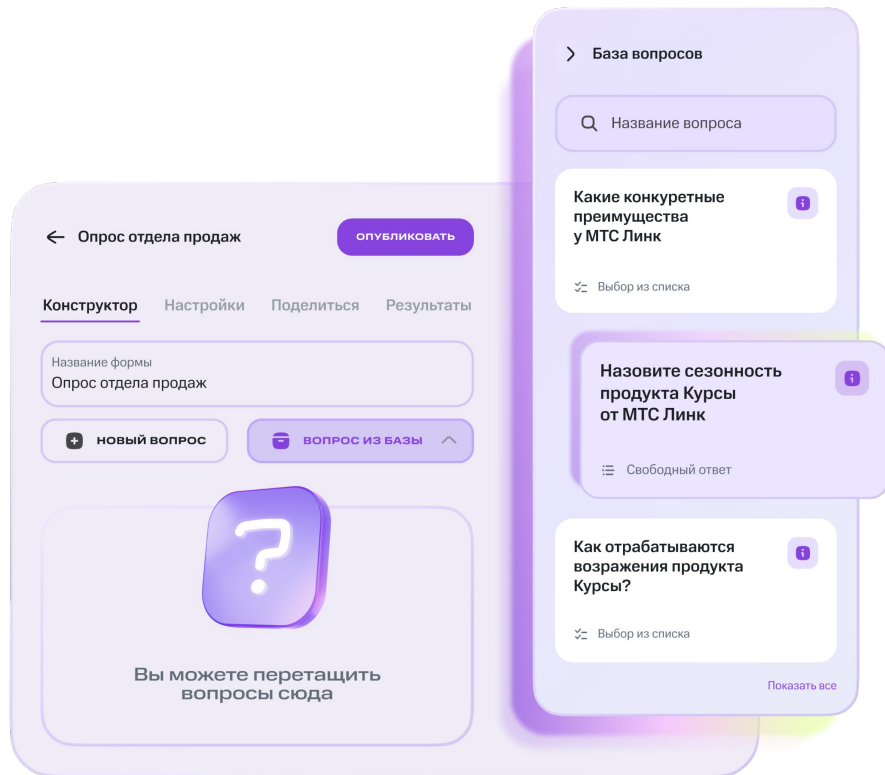 Опрос отдела продаж
ОПУБЛИКОВАТЬ
Конструктор
Настройки
Поделиться
Результаты
Название формы
Опрос отдела продаж
НОВЫЙ ВОПРОС
ВОПРОС ИЗ БАЗЫ
?
Вы можете перетащить
вопросы сюда
База вопросов
Название вопроса
Какие конкуретные
преимущества
у МТС Линк
Выбор из списка
Назовите сезонность
продукта Курсы
от МТС Линк
Свободный ответ
Как отрабатываются
возражения продукта
Курсы?
Выбор из списка
Показать все